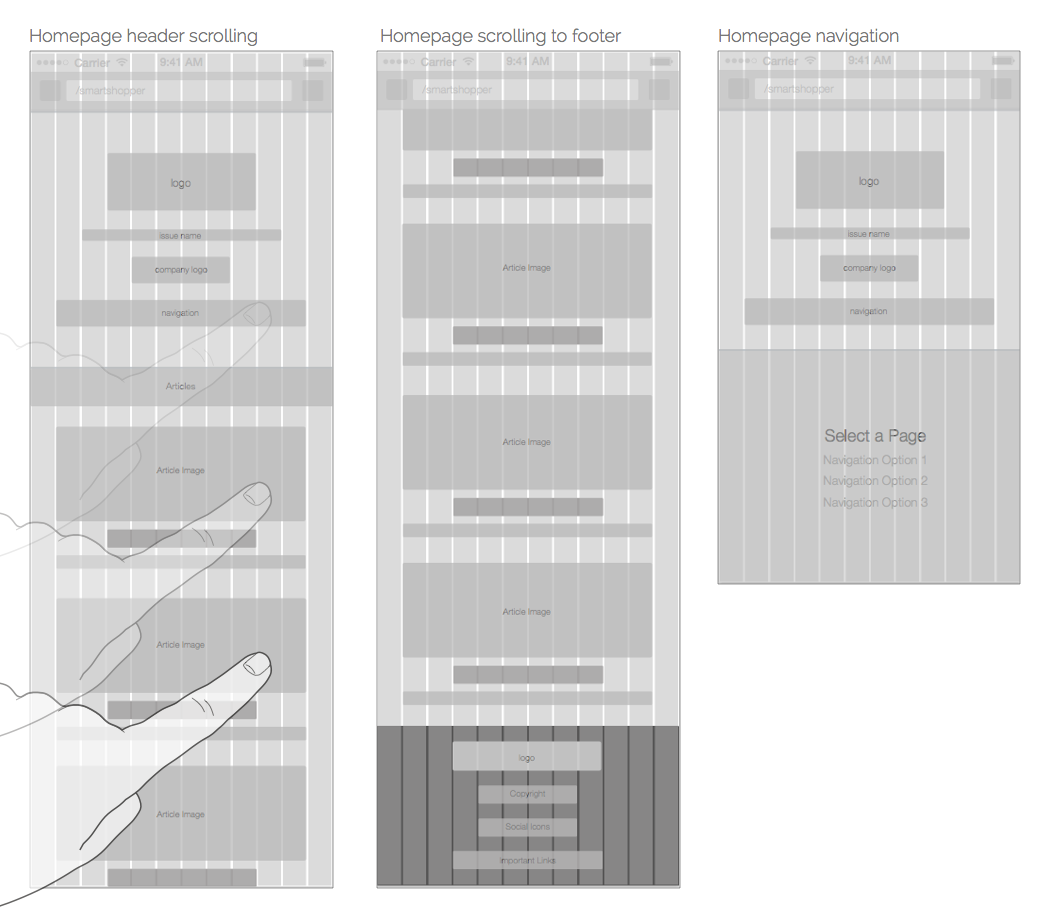 Homepage header scrolling
Carrier 9:41 AM
/smartshopper
logo
issue name
company logo
navigation
Articles
Article Image
Article Image
Article Image
Homepage scrolling to footer
Carrier 9:41 AM
/smartshopper
Article Image
Article Image
Article Image
logo
Copyright
Social Icons
Important Links
Homepage navigation
Carrier 9:41 AM
/smartshopper
logo
issue name
company logo
navigation
Select a Page
Navigation Option 1
Navigation Option 2
Navigation Option 3